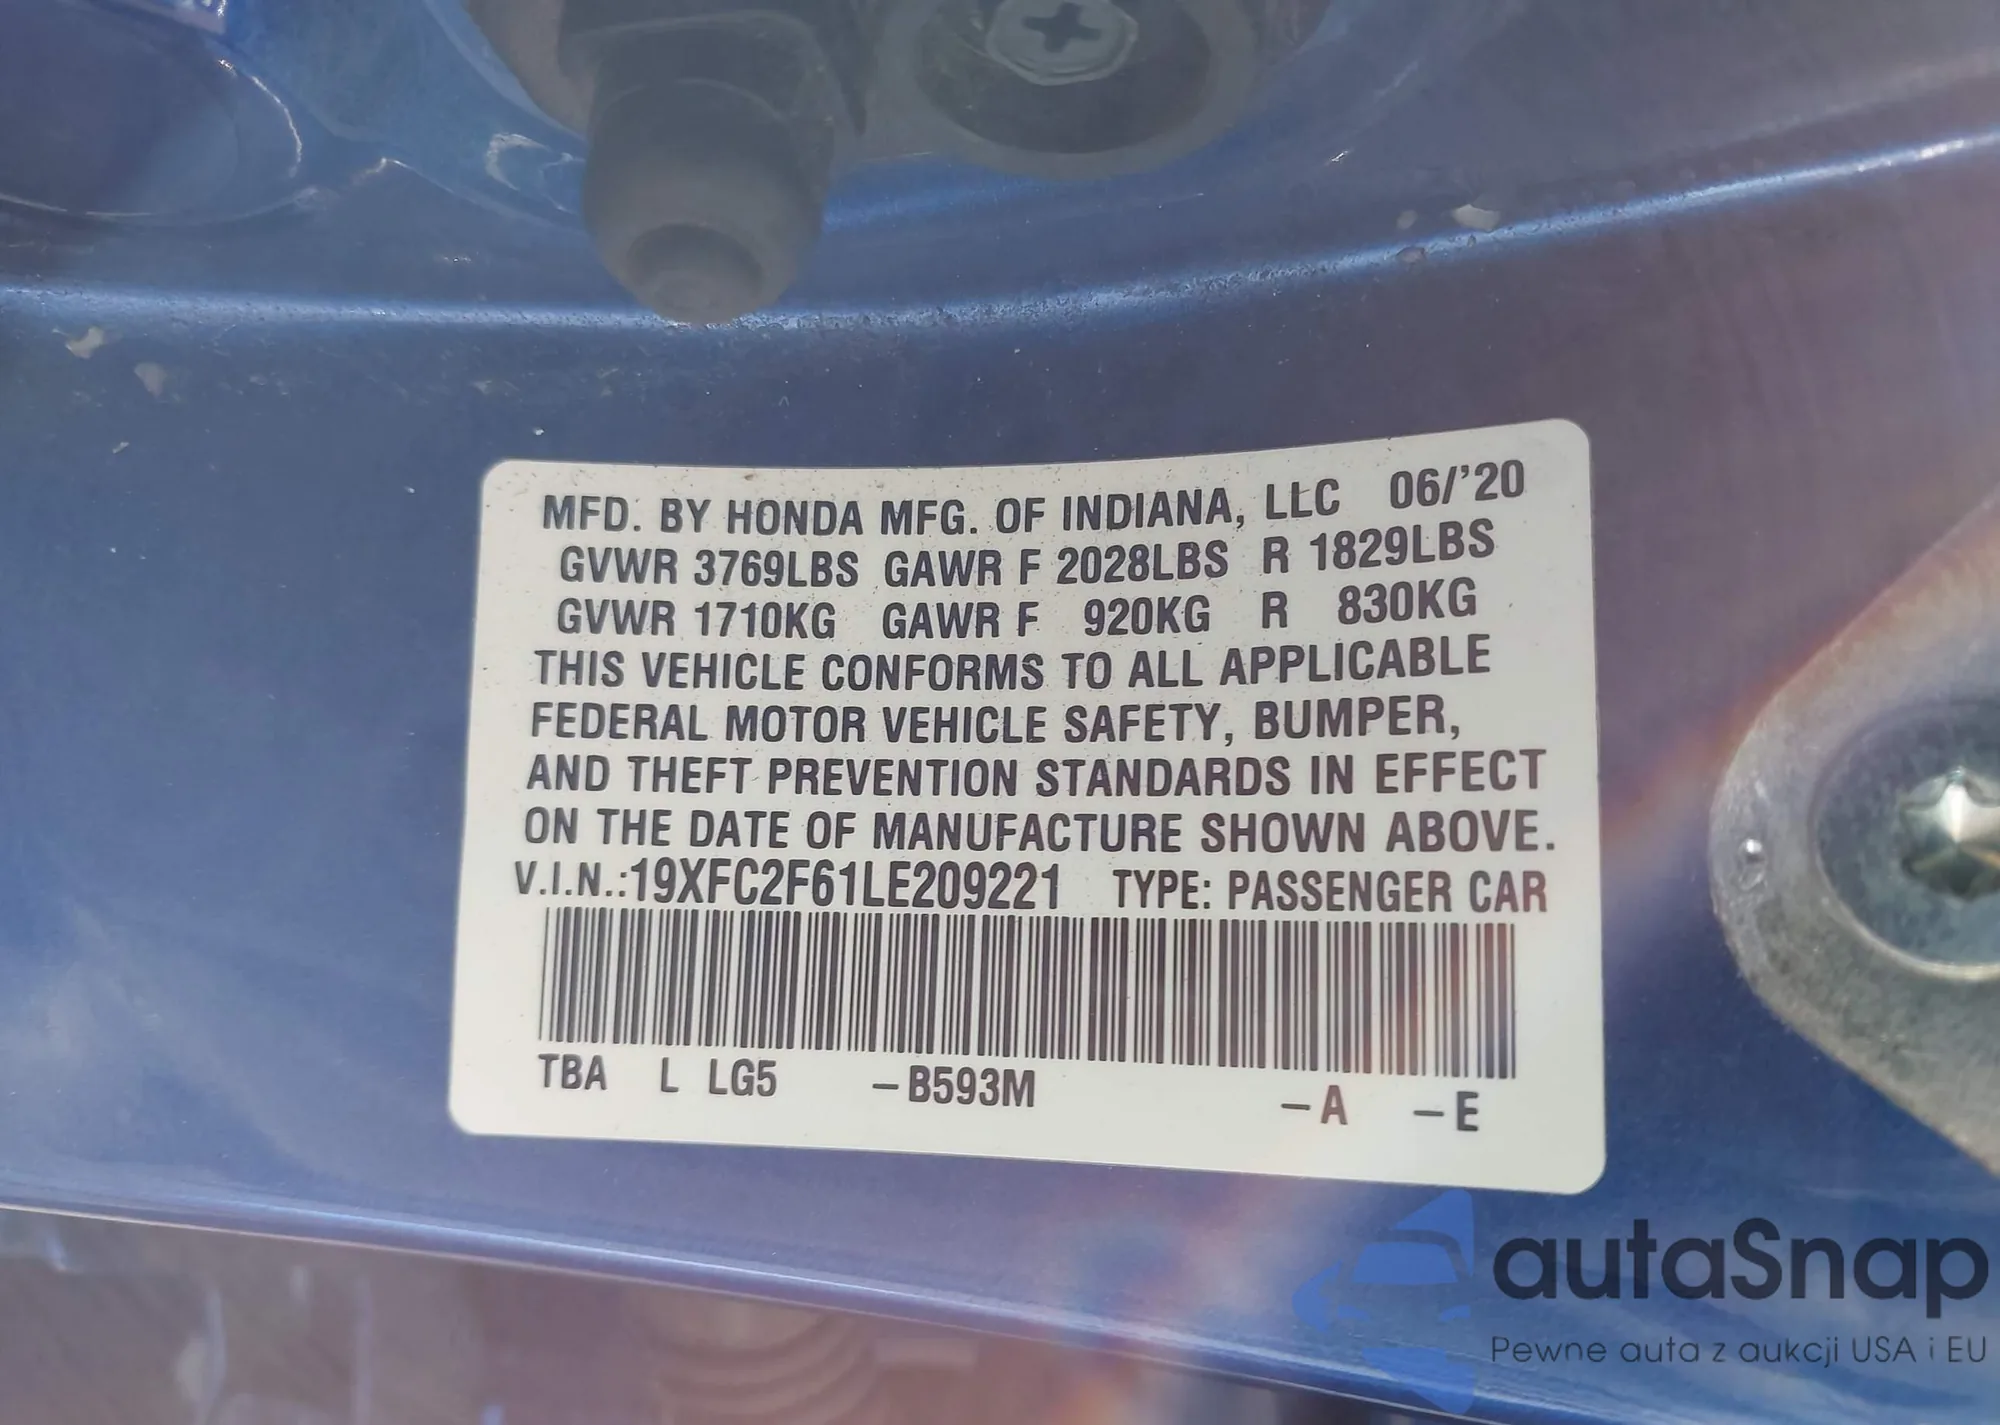 MFD. BY HONDA MFG. OF INDIANA, LLC 06/'20
GVWR 3769LBS GAWR F 2028LBS R 1829LBS
GVWR 1710KG GAWR F 920KG R 830KG
THIS VEHICLE CONFORMS TO ALL APPLICABLE
FEDERAL MOTOR VEHICLE SAFETY, BUMPER,
AND THEFT PREVENTION STANDARDS IN EFFECT
ON THE DATE OF MANUFACTURE SHOWN ABOVE.
V.I.N.:19XFC2F61LE209221 TYPE: PASSENGER CAR
TBA L LG5 –B593M –A –E
autaSnap
Pewne auta z aukcji USA i EU